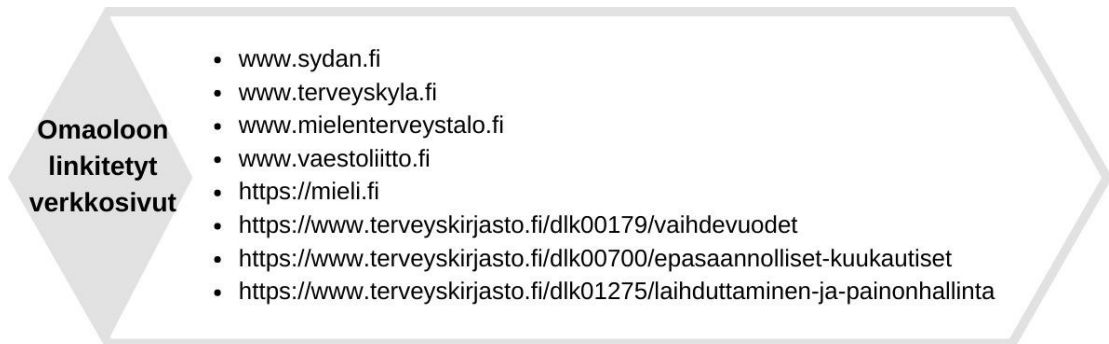 Omaoloon
linkitetyt
verkkosivut
• www.sydan.fi
• www.terveyskyla.fi
• www.mielenterveystalo.fi
• www.vaestoliitto.fi
• https://mieli.fi
• https://www.terveyskirjasto.fi/dlk00179/vaihdevuodet
• https://www.terveyskirjasto.fi/dlk00700/epasaannolliset-kuukautiset
• https://www.terveyskirjasto.fi/dlk01275/laihduttaminen-ja-painonhallinta